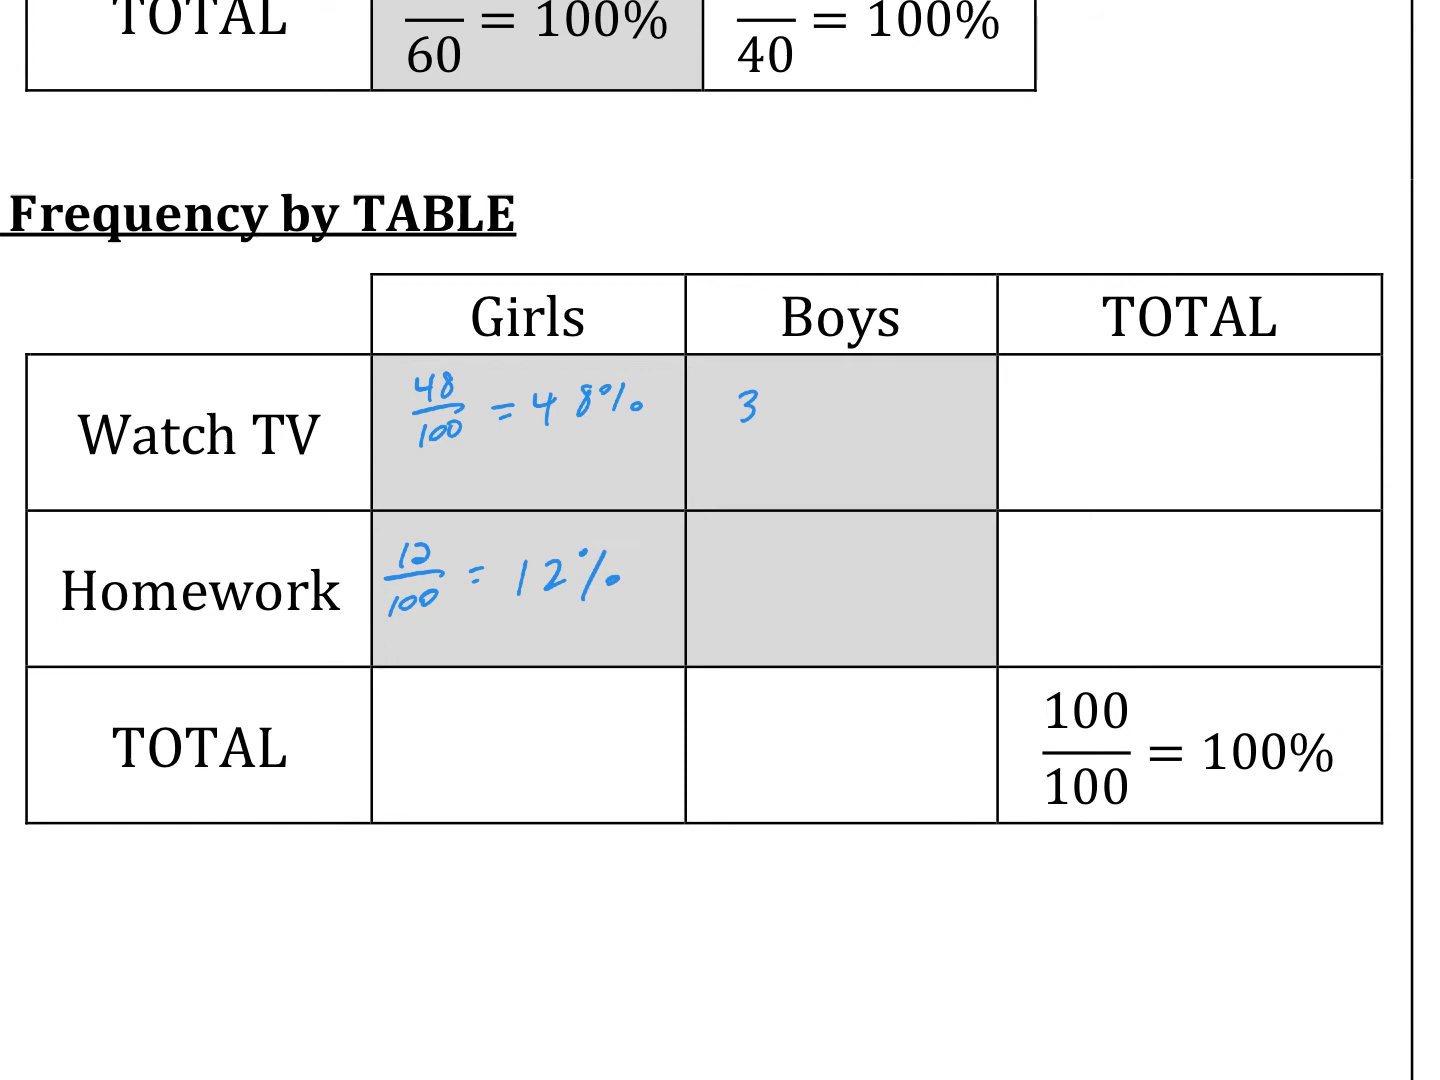 TOTAL 60 = 100% 40 = 100%
Frequency by TABLE
Girls Boys TOTAL
Watch TV 48/100 = 48% 3
Homework 12/100 = 12%
TOTAL 100/100 = 100%